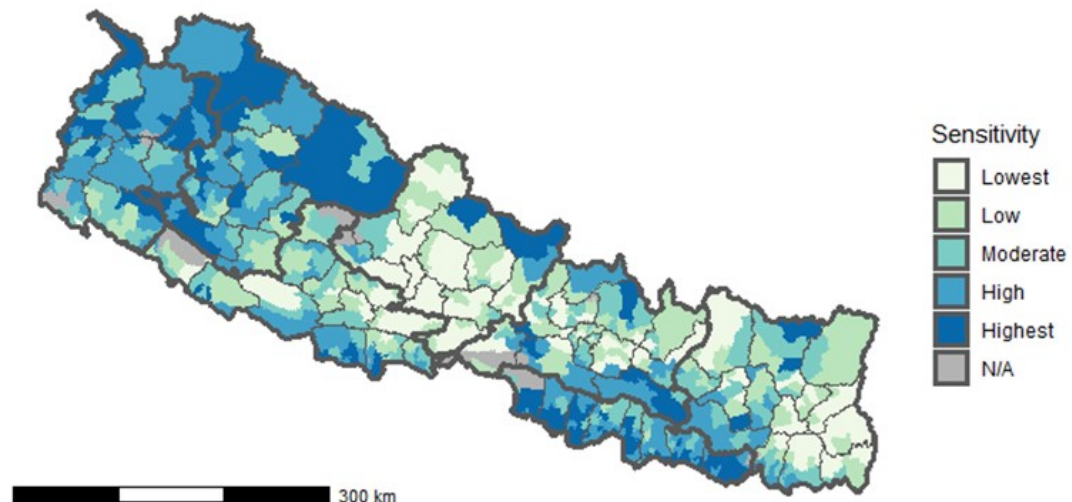 Sensitivity
Lowest
Low
Moderate
High
Highest
N/A
300 km